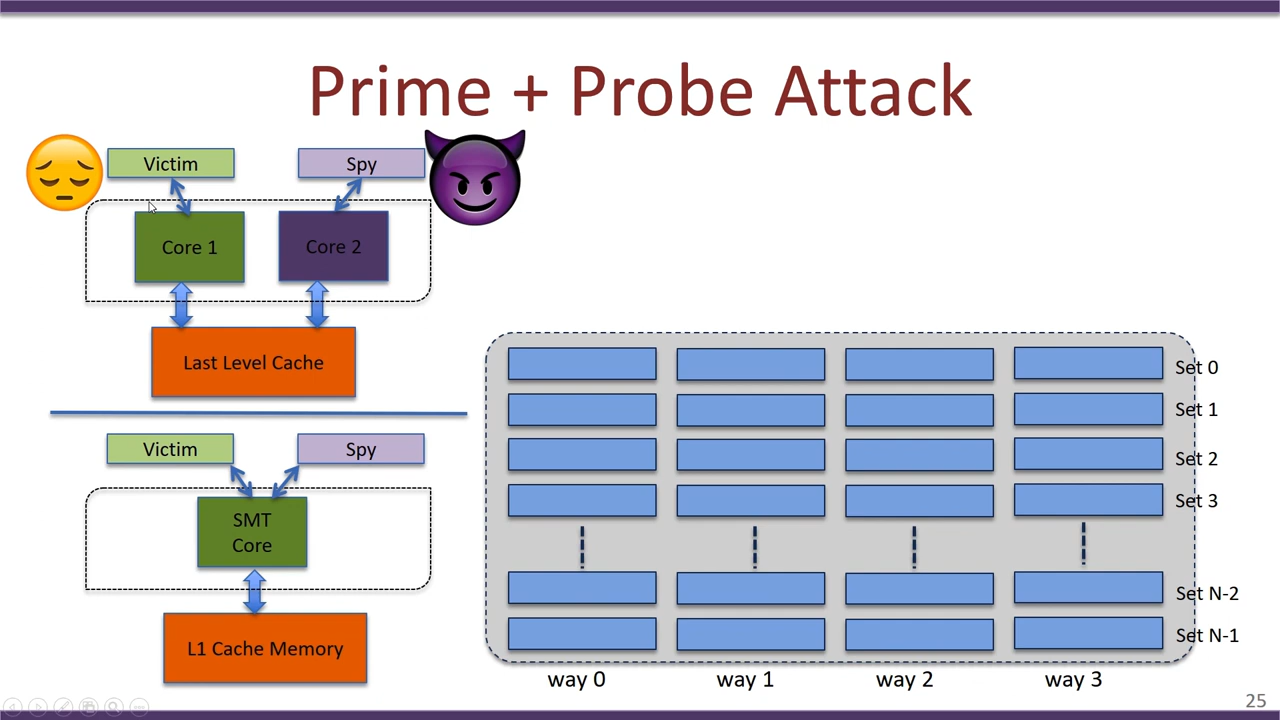 Prime + Probe Attack
Victim
Spy
Core 1
Core 2
Last Level Cache
Victim
Spy
SMT
Core
L1 Cache Memory
Set 0
Set 1
Set 2
Set 3
Set N-2
Set N-1
way 0
way 1
way 2
way 3
25